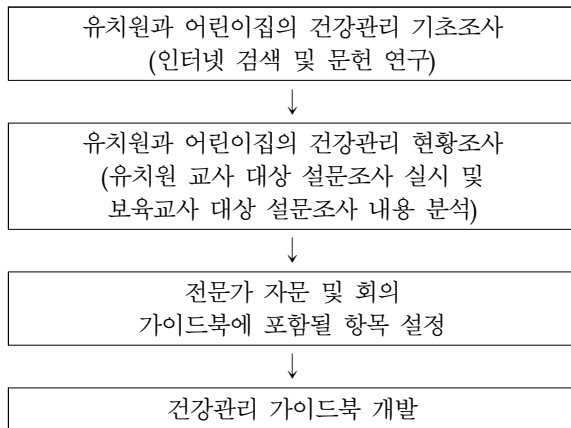 유치원과 어린이집의 건강관리 기초조사
(인터넷 검색 및 문헌 연구)
↓
유치원과 어린이집의 건강관리 현황조사
(유치원 교사 대상 설문조사 실시 및
보육교사 대상 설문조사 내용 분석)
↓
전문가 자문 및 회의
가이드북에 포함될 항목 설정
↓
건강관리 가이드북 개발